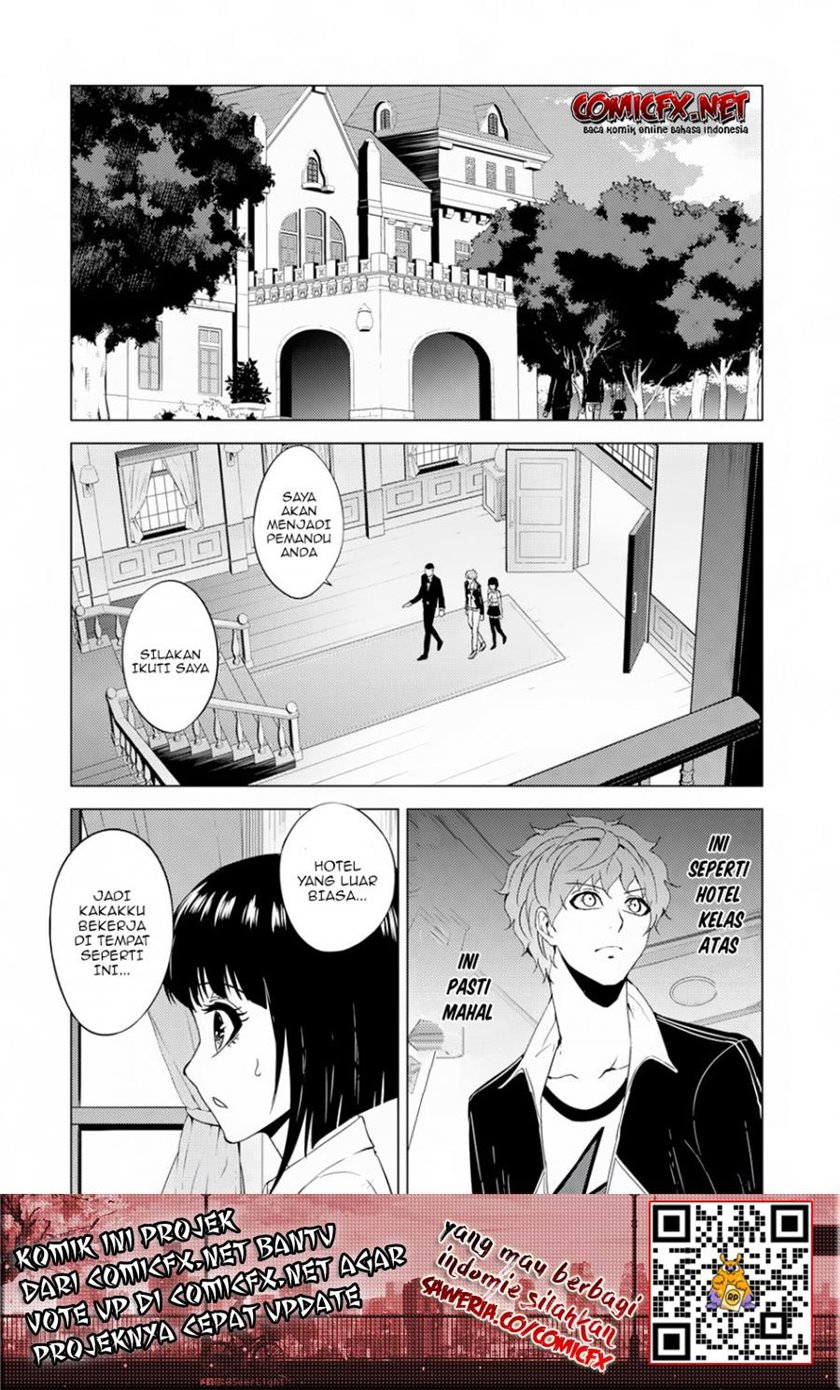 COMICFX.NET
Baca komik online Bahasa Indonesia
SAYA
AKAN
MENJADI
PEMANDU
ANDA
SILAKAN
IKUTI SAYA
INI
SEPERTI
HOTEL
KELAS
ATAS
INI
PASTI
MAHAL
HOTEL
YANG LUAR
BIASA...
JADI
KAKAKKU
BEKERJA
DI TEMPAT
SEPERTI
INI...
KOMIK INI PROJEK
DARI COMICFX.NET BANTU
VOTE UP DI COMICFX.NET AGAR
PROJEKNYA CEPAT UPDATE
yang mau berbagi
indomie silahkan
SAWERIA.CO/COMICFX
RP